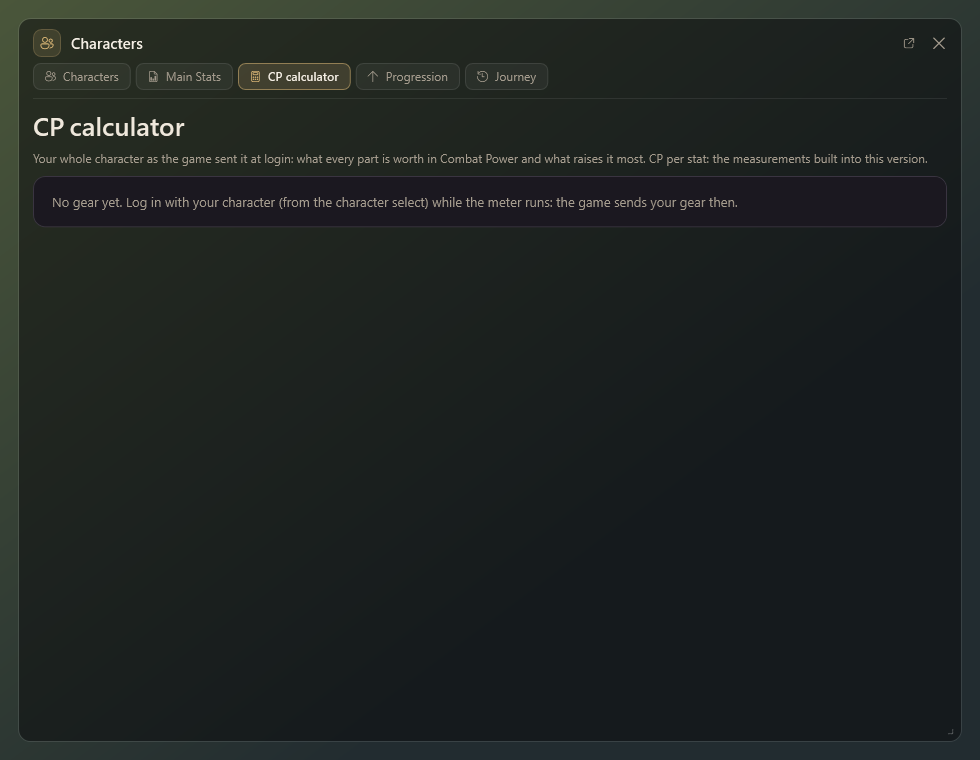 Characters
Characters
Main Stats
CP calculator
Progression
Journey
CP calculator
Your whole character as the game sent it at login: what every part is worth in Combat Power and what raises it most. CP per stat: the measurements built into this version.
No gear yet. Log in with your character (from the character select) while the meter runs: the game sends your gear then.